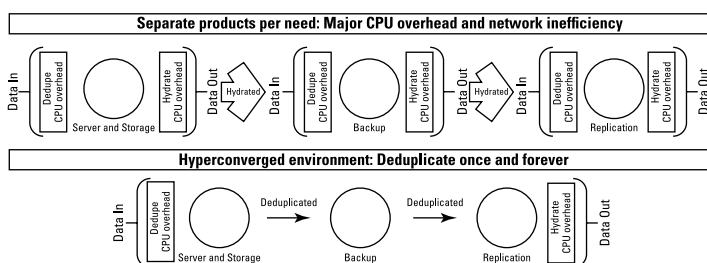 Separate products per need: Major CPU overhead and network inefficiency
Data In
Dedupe
CPU overhead
Server and Storage
Hydrate
CPU overhead
Data Out
Hydrated
Data In
Dedupe
CPU overhead
Backup
Hydrate
CPU overhead
Data Out
Hydrated
Data In
Dedupe
CPU overhead
Replication
Hydrate
CPU overhead
Data Out
Hyperconverged environment: Deduplicate once and forever
Data In
Dedupe
CPU overhead
Server and Storage
Deduplicated
Backup
Deduplicated
Replication
Hydrate
CPU overhead
Data Out